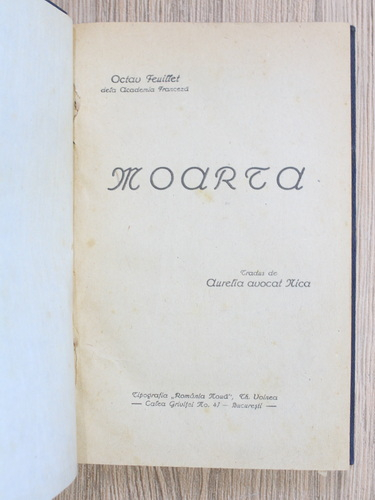 Octav Feuillet
dela Academia Franceză
MOARTA
Tradus de
Aurelia avocat Nica
Tipografia „România Nouă", Th. Voinea
— Calea Griviței No. 41 — București —